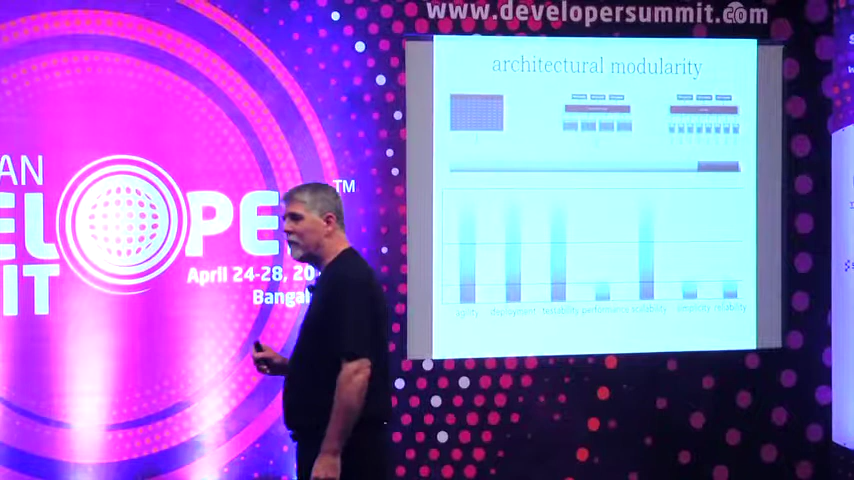 www.developersummit.com
architectural modularity
AN
ELOPE
™
IT
April 24-28, 20
Bangal
agility deployment testability performance scalability simplicity reliability